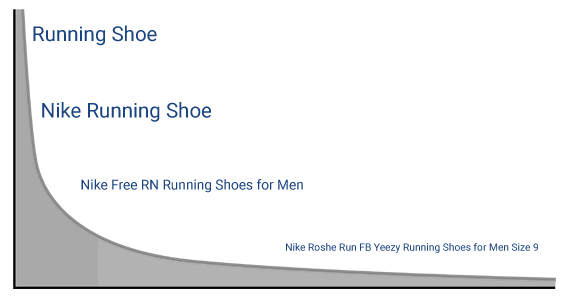 Running Shoe
Nike Running Shoe
Nike Free RN Running Shoes for Men
Nike Roshe Run FB Yeezy Running Shoes for Men Size 9